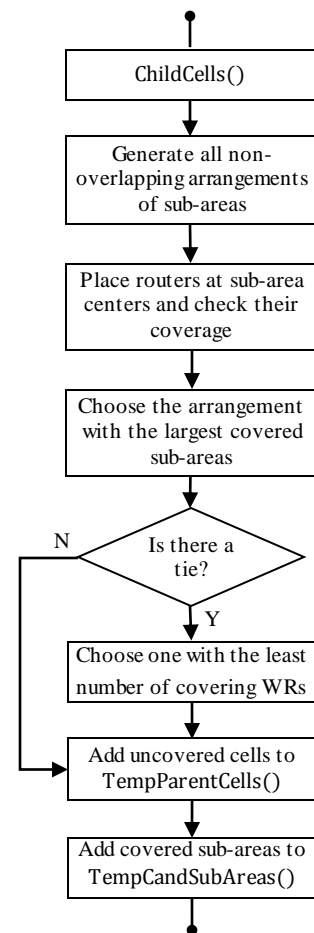 ChildCells()
Generate all non-
overlapping arrangements
of sub-areas
Place routers at sub-area
centers and check their
coverage
Choose the arrangement
with the largest covered
sub-areas
N
Is there a
tie?
Y
Choose one with the least
number of covering WRs
Add uncovered cells to
TempParentCells()
Add covered sub-areas to
TempCandSubAreas()